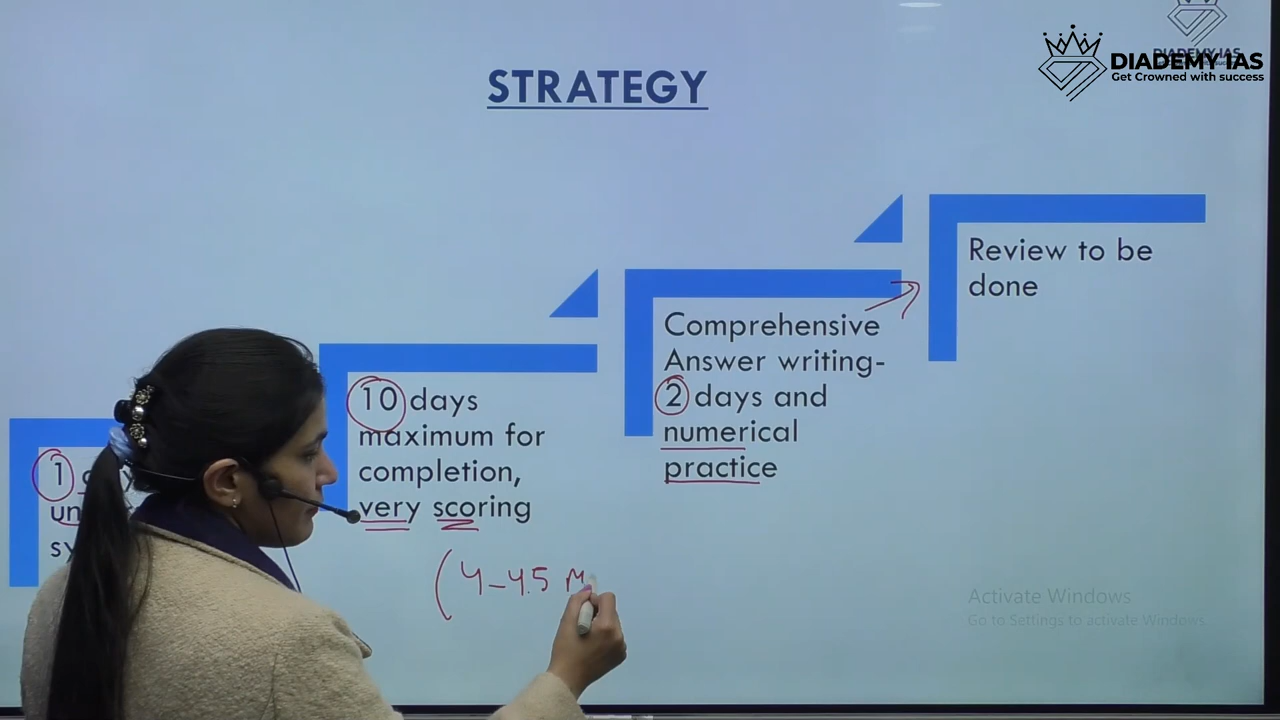 DIADEMY IAS
Get Crowned with success
STRATEGY
1
10 days
maximum for
completion,
very scoring
(4-4.5 M
Comprehensive
Answer writing-
2 days and
numerical
practice
Review to be
done
Activate Windows
Go to Settings to activate Windows